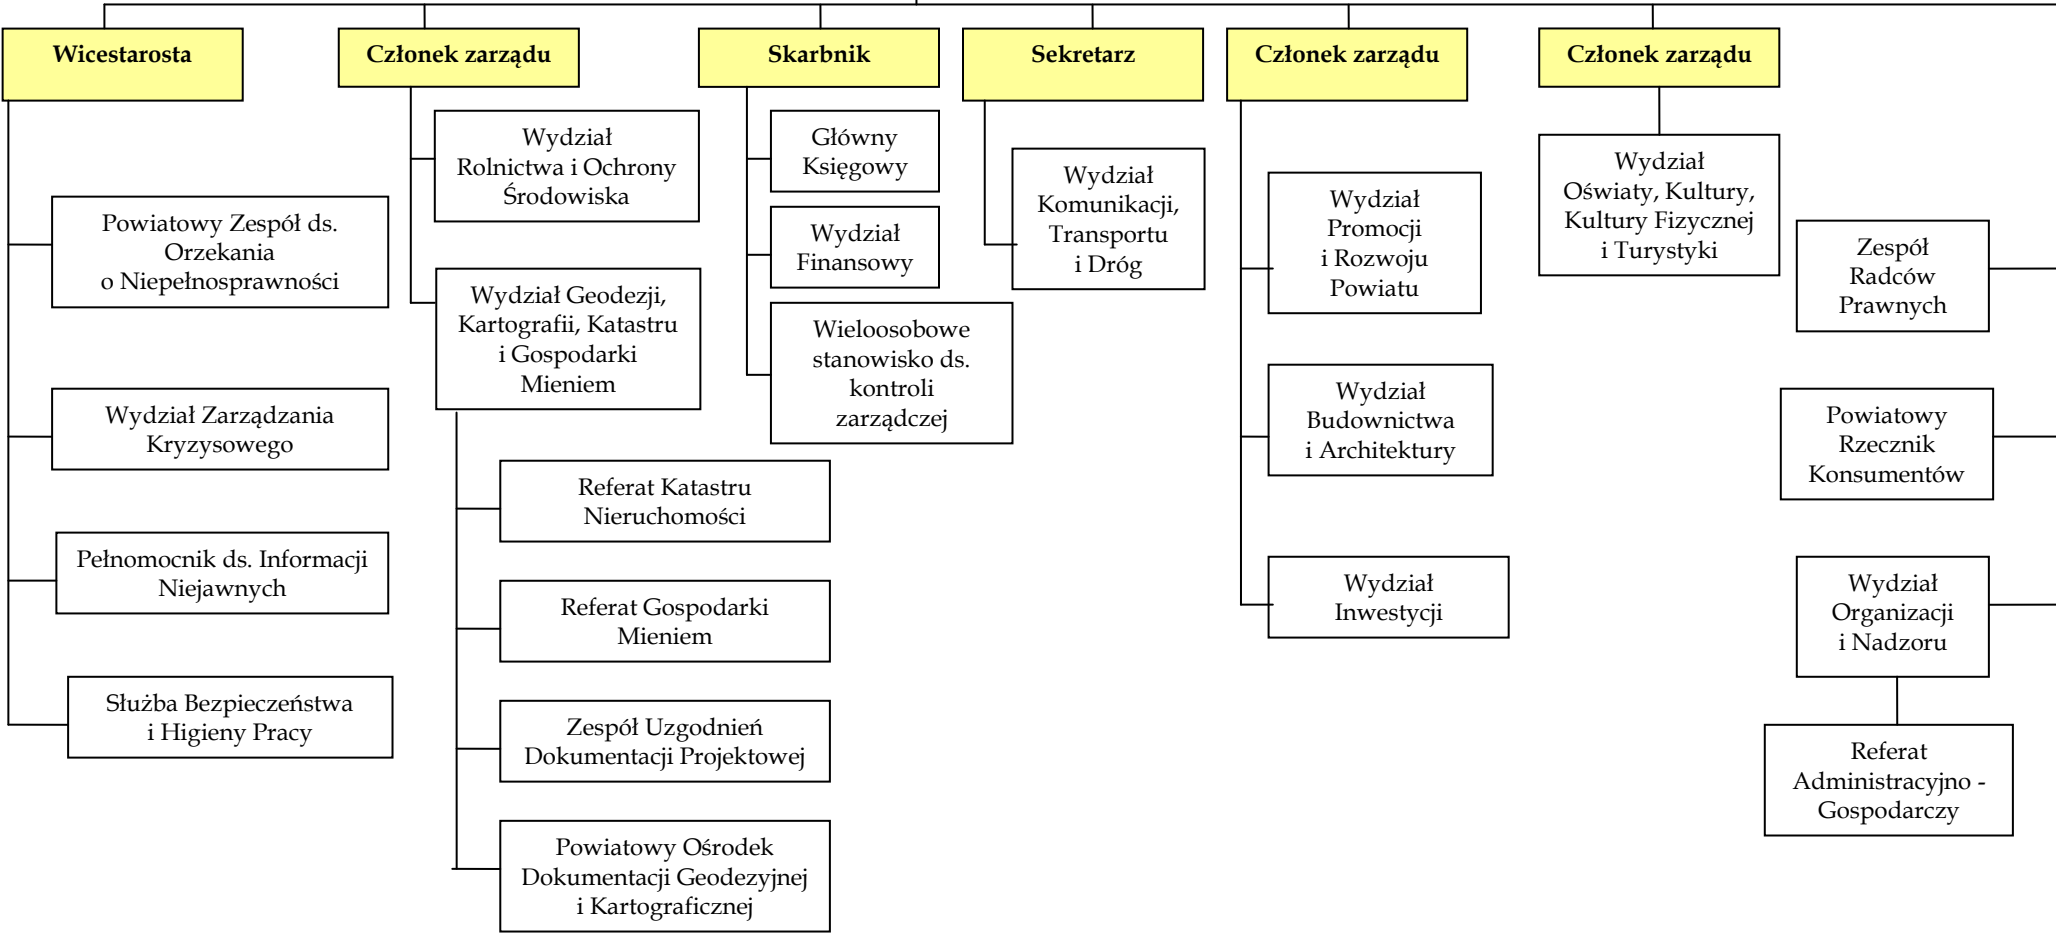 Wicestarosta
Członek zarządu
Skarbnik
Sekretarz
Członek zarządu
Członek zarządu
Powiatowy Zespół ds.
Orzekania
o Niepełnosprawności
Wydział Zarządzania
Kryzysowego
Pełnomocnik ds. Informacji
Niejawnych
Służba Bezpieczeństwa
i Higieny Pracy
Wydział
Rolnictwa i Ochrony
Środowiska
Wydział Geodezji,
Kartografii, Katastru
i Gospodarki
Mieniem
Referat Katastru
Nieruchomości
Referat Gospodarki
Mieniem
Zespół Uzgodnień
Dokumentacji Projektowej
Powiatowy Ośrodek
Dokumentacji Geodezyjnej
i Kartograficznej
Główny
Księgowy
Wydział
Finansowy
Wieloosobowe
stanowisko ds.
kontroli
zarządczej
Wydział
Komunikacji,
Transportu
i Dróg
Wydział
Promocji
i Rozwoju
Powiatu
Wydział
Budownictwa
i Architektury
Wydział
Inwestycji
Wydział
Oświaty, Kultury,
Kultury Fizycznej
i Turystyki
Zespół
Radców
Prawnych
Powiatowy
Rzecznik
Konsumentów
Wydział
Organizacji
i Nadzoru
Referat
Administracyjno -
Gospodarczy